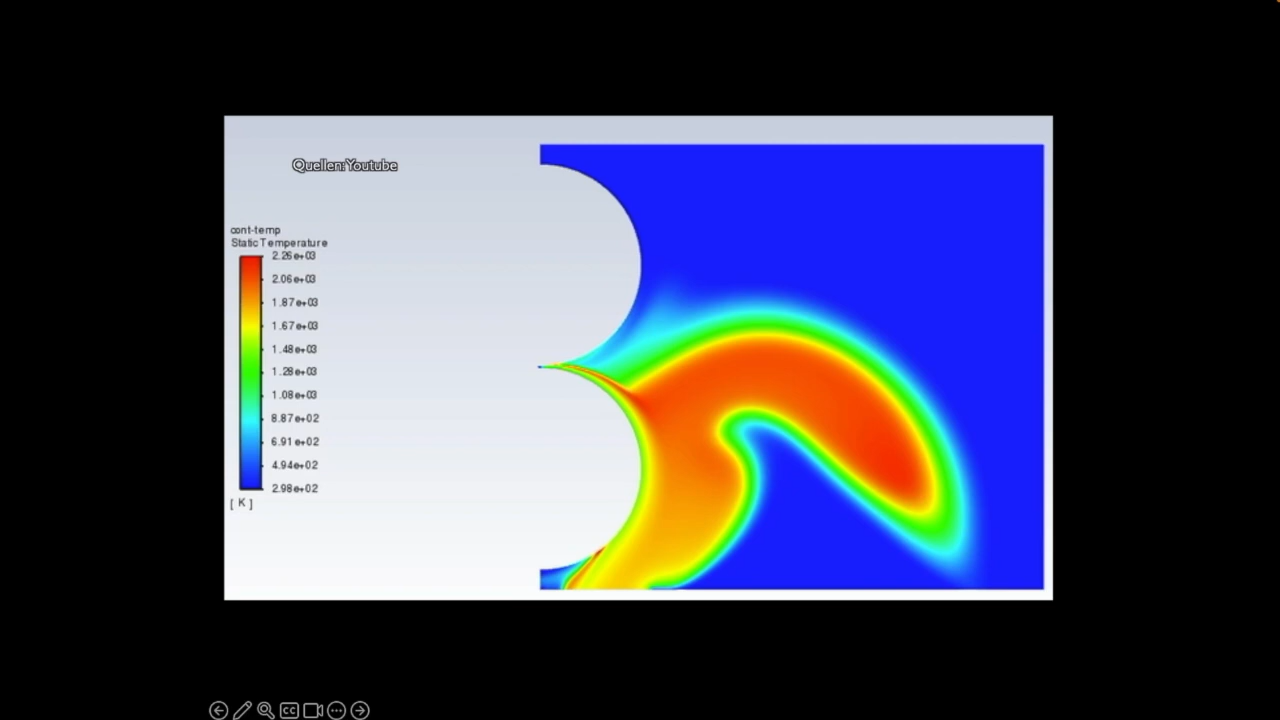 Quellen:Youtube
cont-temp
Static Temperature
2.26e+03
2.06e+03
1.87e+03
1.67e+03
1.48e+03
1.28e+03
1.08e+03
8.87e+02
6.91e+02
4.94e+02
2.98e+02
[ K ]
CC